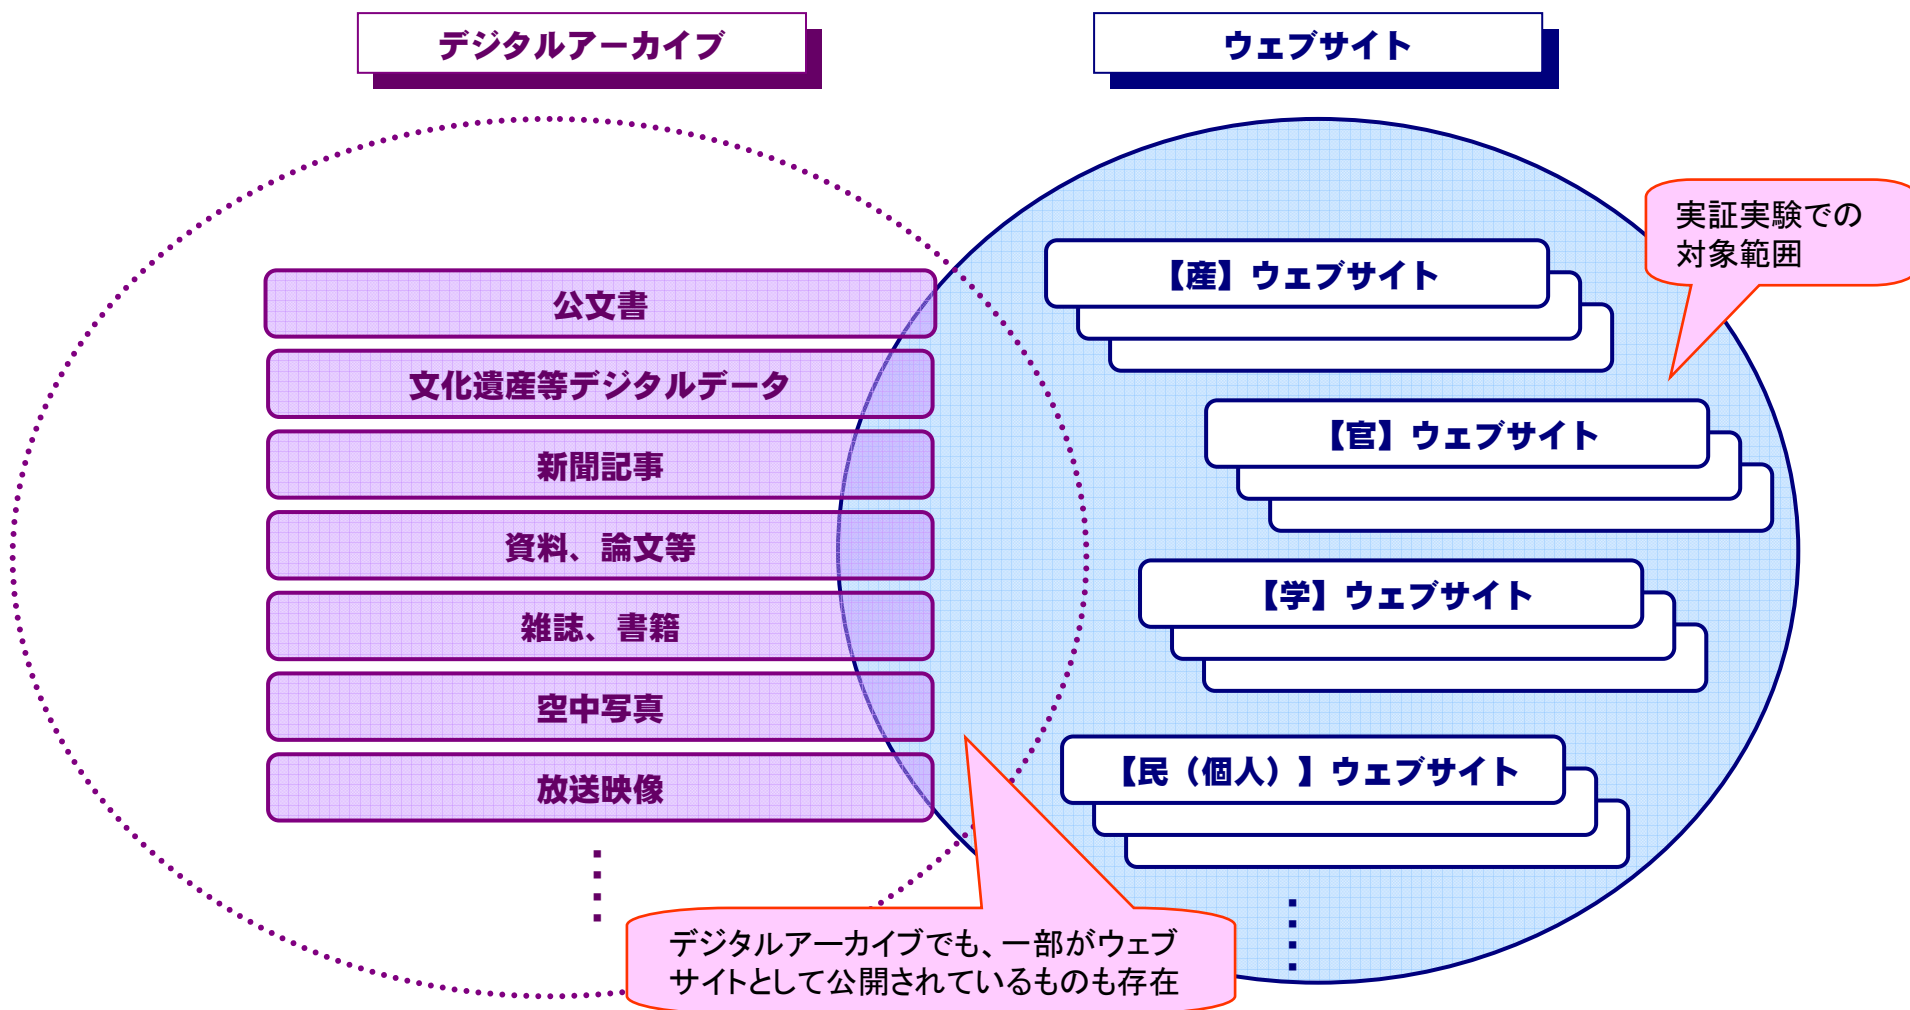 デジタルアーカイブ
ウェブサイト
実証実験での
対象範囲
公文書
文化遺産等デジタルデータ
新聞記事
資料、論文等
雑誌、書籍
空中写真
放送映像
【産】ウェブサイト
【官】ウェブサイト
【学】ウェブサイト
【民（個人）】ウェブサイト
デジタルアーカイブでも、一部がウェブ
サイトとして公開されているものも存在